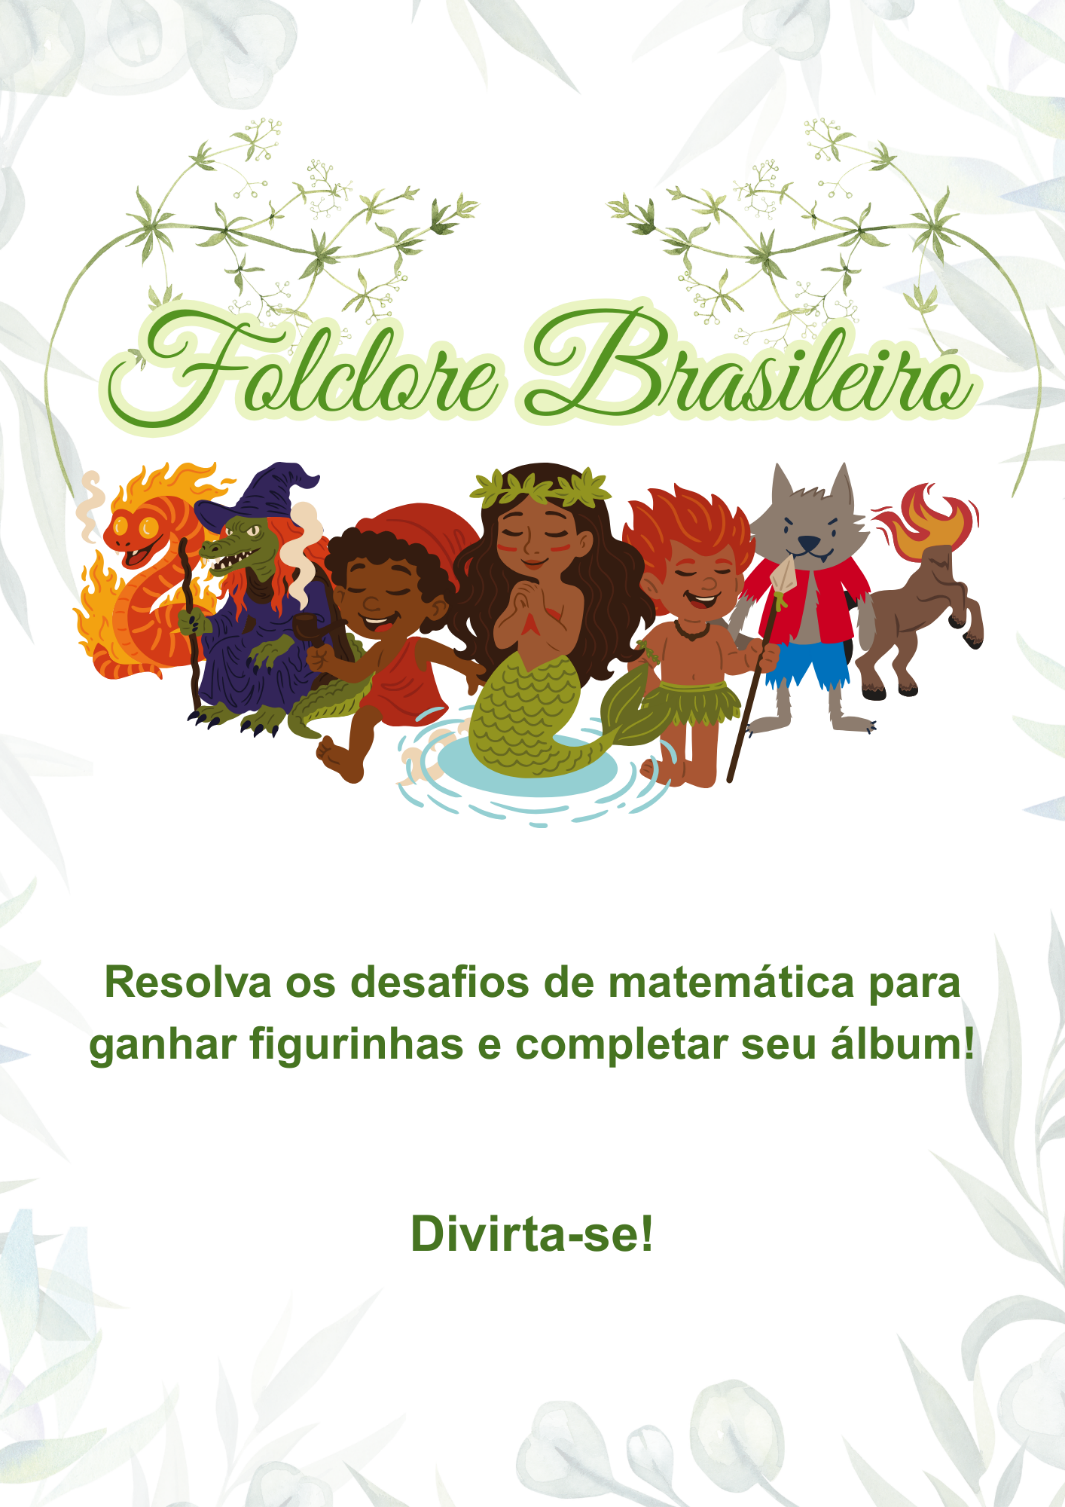 Folclore Brasileiro
Resolva os desafios de matemática para
ganhar figurinhas e completar seu álbum!
Divirta-se!